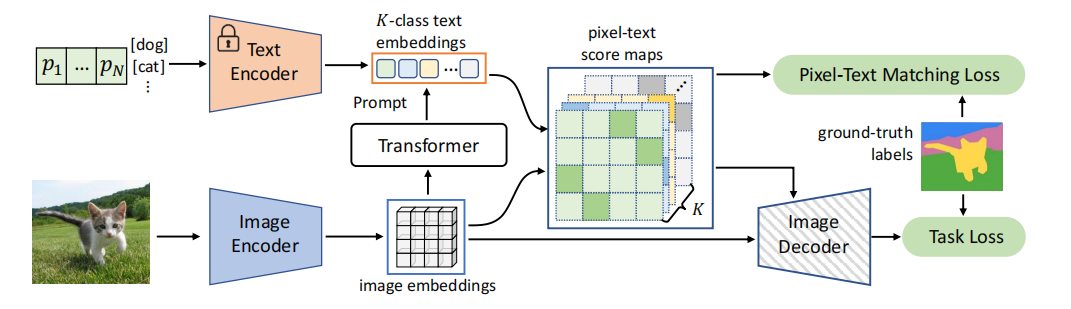 p1 ... pN
[dog]
[cat]
⋮
Text
Encoder
K-class text
embeddings
...
Prompt
Transformer
pixel-text
score maps
K
Pixel-Text Matching Loss
ground-truth
labels
Image
Encoder
image embeddings
Image
Decoder
Task Loss